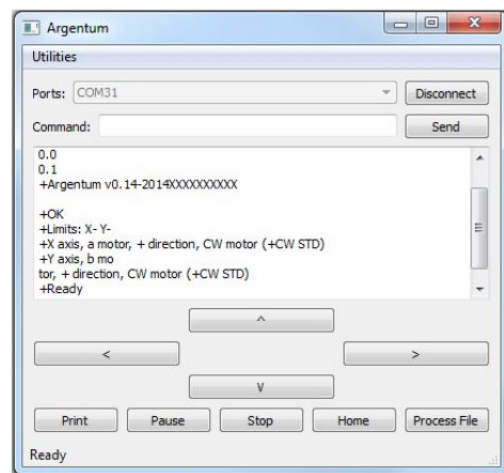 Argentum
Utilities
Ports: COM31 Disconnect
Command: Send
0.0
0.1
+Argentum v0.14-2014XXXXXXXXXX
+OK
+Limits: X- Y-
+X axis, a motor, + direction, CW motor (+CW STD)
+Y axis, b mo
tor, + direction, CW motor (+CW STD)
+Ready
^
< >
v
Print Pause Stop Home Process File
Ready